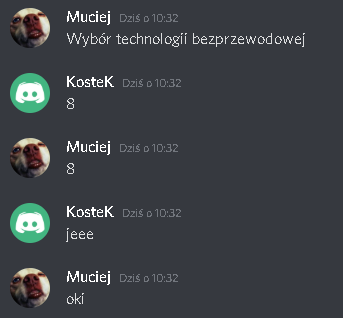 Muciej Dziś o 10:32
Wybór technologii bezprzewodowej
KosteK Dziś o 10:32
8
Muciej Dziś o 10:32
8
KosteK Dziś o 10:32
jeee
Muciej Dziś o 10:32
oki